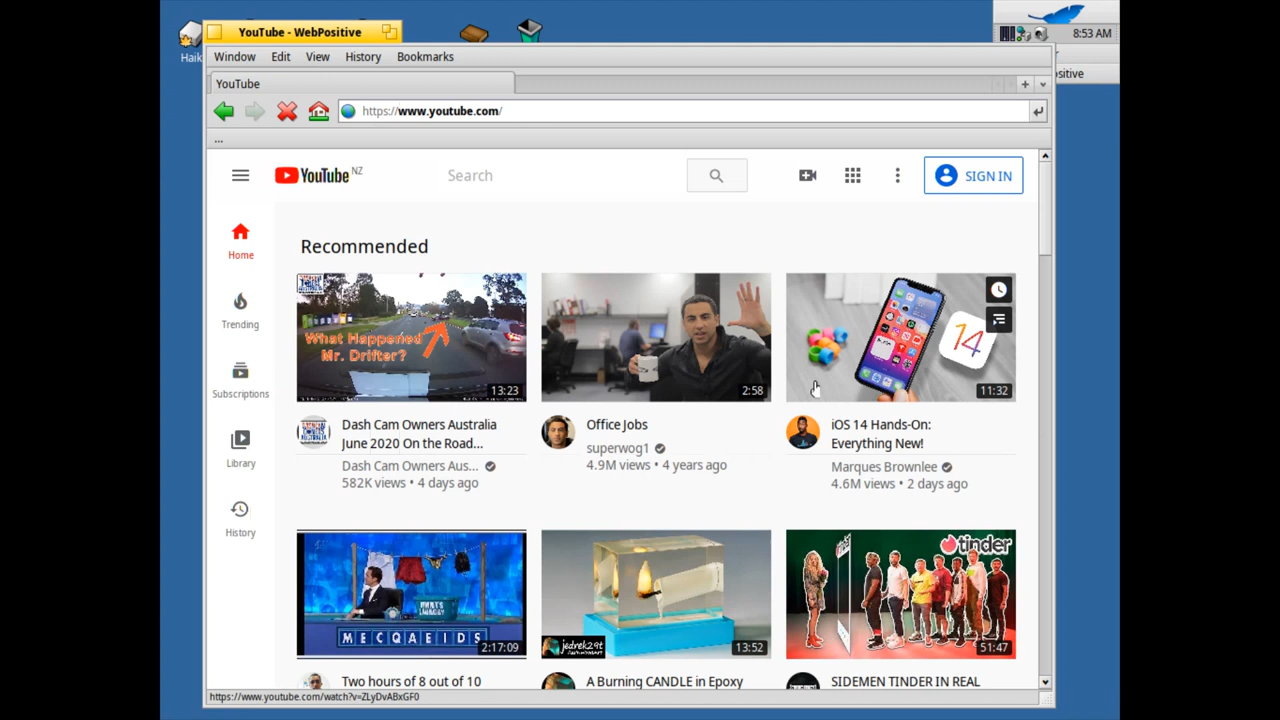 YouTube - WebPositive
8:53 AM
Haik
Window Edit View History Bookmarks
sitive
YouTube
https://www.youtube.com/
...
YouTube NZ
Search
SIGN IN
Home
Trending
Subscriptions
Library
History
Recommended
What Happened
Mr. Drifter?
13:23
2:58
14
11:32
Dash Cam Owners Australia
June 2020 On the Road...
Dash Cam Owners Aus...
582K views • 4 days ago
Office Jobs
superwog1
4.9M views • 4 years ago
iOS 14 Hands-On:
Everything New!
Marques Brownlee
4.6M views • 2 days ago
MECQAEIDS
2:17:09
jedrek29t
13:52
tinder
51:47
Two hours of 8 out of 10
A Burning CANDLE in Epoxy
SIDEMEN TINDER IN REAL
https://www.youtube.com/watch?v=ZLyDvABxGF0